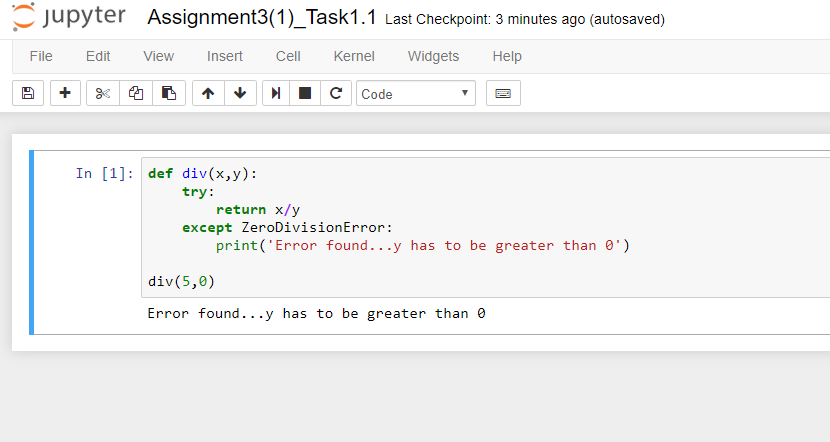 jupyter Assignment3(1)_Task1.1 Last Checkpoint: 3 minutes ago (autosaved)
File Edit View Insert Cell Kernel Widgets Help
Code
In [1]: def div(x,y):
    try:
        return x/y
    except ZeroDivisionError:
        print('Error found...y has to be greater than 0')
div(5,0)
Error found...y has to be greater than 0